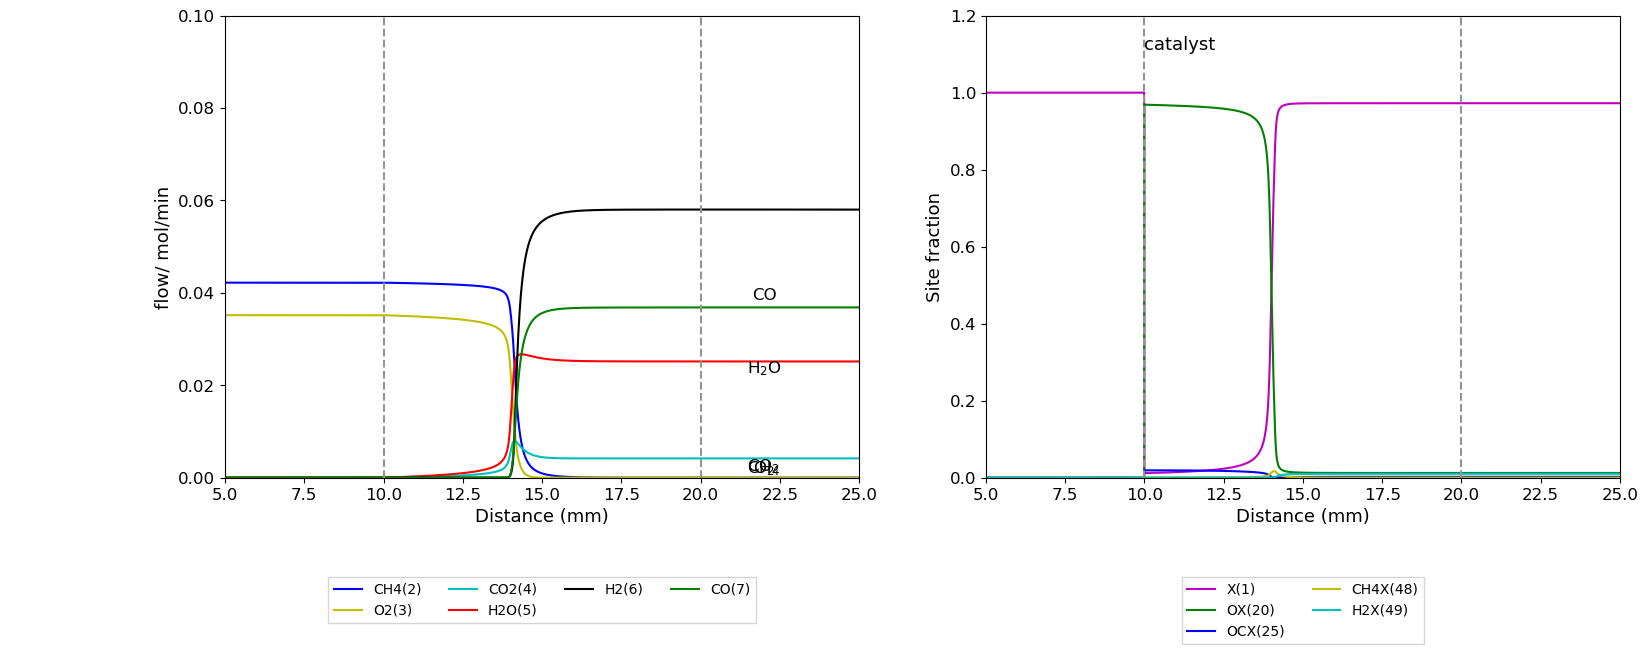 flow/ mol/min
0.10
0.08
0.06
0.04
0.02
0.00
CO
H₂O
5.0 7.5 10.0 12.5 15.0 17.5 20.0 22.5 25.0
Distance (mm)
CH4(2) CO2(4) H2(6) CO(7)
O2(3) H2O(5)
Site fraction
1.2
1.0
0.8
0.6
0.4
0.2
0.0
catalyst
5.0 7.5 10.0 12.5 15.0 17.5 20.0 22.5 25.0
Distance (mm)
X(1) CH4X(48)
OX(20) H2X(49)
OCX(25)